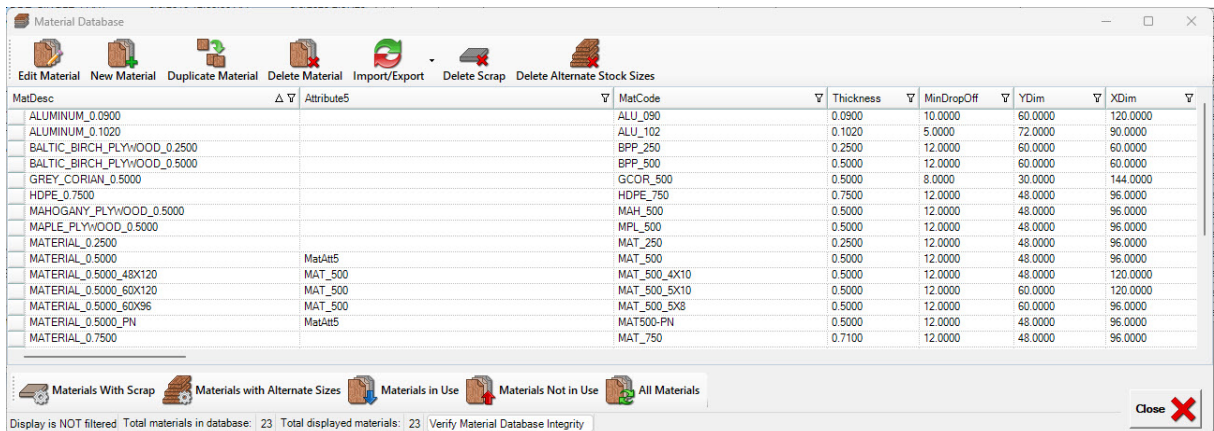 Material Database
Edit Material New Material Duplicate Material Delete Material Import/Export Delete Scrap Delete Alternate Stock Sizes
MatDesc Attribute5 MatCode Thickness MinDropOff YDim XDim
ALUMINUM_0.0900 ALU_090 0.0900 10.0000 60.0000 120.0000
ALUMINUM_0.1020 ALU_102 0.1020 5.0000 72.0000 90.0000
BALTIC_BIRCH_PLYWOOD_0.2500 BPP_250 0.2500 12.0000 60.0000 60.0000
BALTIC_BIRCH_PLYWOOD_0.5000 BPP_500 0.5000 12.0000 60.0000 60.0000
GREY_CORIAN_0.5000 GCOR_500 0.5000 8.0000 30.0000 144.0000
HDPE_0.7500 HDPE_750 0.7500 12.0000 48.0000 96.0000
MAHOGANY_PLYWOOD_0.5000 MAH_500 0.5000 12.0000 48.0000 96.0000
MAPLE_PLYWOOD_0.5000 MPL_500 0.5000 12.0000 48.0000 96.0000
MATERIAL_0.2500 MAT_250 0.2500 12.0000 48.0000 96.0000
MATERIAL_0.5000 MatAtt5 MAT_500 0.5000 12.0000 48.0000 96.0000
MATERIAL_0.5000_48X120 MAT_500 MAT_500_4X10 0.5000 12.0000 48.0000 120.0000
MATERIAL_0.5000_60X120 MAT_500 MAT_500_5X10 0.5000 12.0000 60.0000 120.0000
MATERIAL_0.5000_60X96 MAT_500 MAT_500_5X8 0.5000 12.0000 60.0000 96.0000
MATERIAL_0.5000_PN MatAtt5 MAT500-PN 0.5000 12.0000 48.0000 96.0000
MATERIAL_0.7500 MAT_750 0.7100 12.0000 48.0000 96.0000
Materials With Scrap Materials with Alternate Sizes Materials in Use Materials Not in Use All Materials
Close
Display is NOT filtered Total materials in database: 23 Total displayed materials: 23 Verify Material Database Integrity